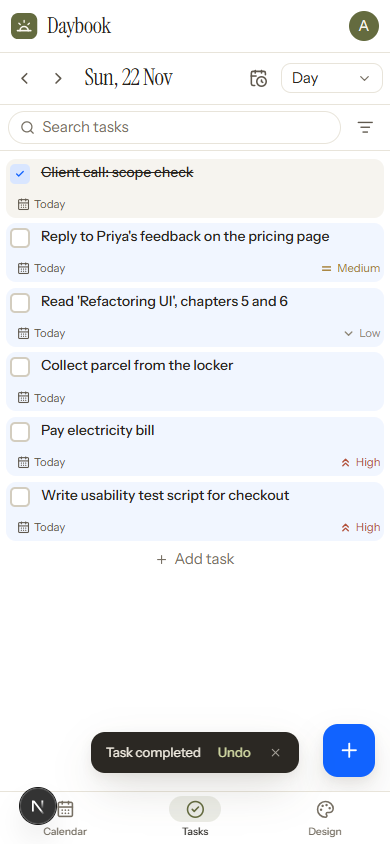 Daybook
A
Sun, 22 Nov
Day
Search tasks
Client call: scope check
Today
Reply to Priya's feedback on the pricing page
Today
Medium
Read 'Refactoring UI', chapters 5 and 6
Today
Low
Collect parcel from the locker
Today
Pay electricity bill
Today
High
Write usability test script for checkout
Today
High
+ Add task
Task completed Undo
N
Calendar
Tasks
Design